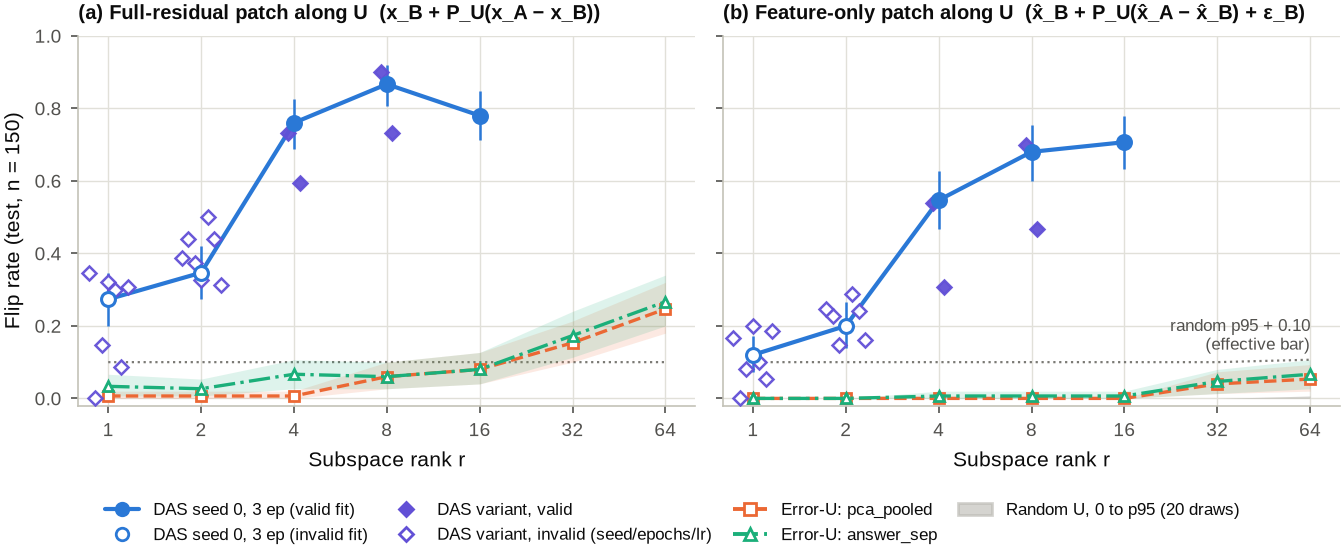 (a) Full-residual patch along U (x_B + P_U(x_A − x_B))
(b) Feature-only patch along U (x̂_B + P_U(x̂_A − x̂_B) + ε_B)
Flip rate (test, n = 150)
1.0
0.8
0.6
0.4
0.2
0.0
random p95 + 0.10
(effective bar)
1 2 4 8 16 32 64
1 2 4 8 16 32 64
Subspace rank r
Subspace rank r
DAS seed 0, 3 ep (valid fit)
DAS seed 0, 3 ep (invalid fit)
DAS variant, valid
DAS variant, invalid (seed/epochs/lr)
Error-U: pca_pooled
Error-U: answer_sep
Random U, 0 to p95 (20 draws)